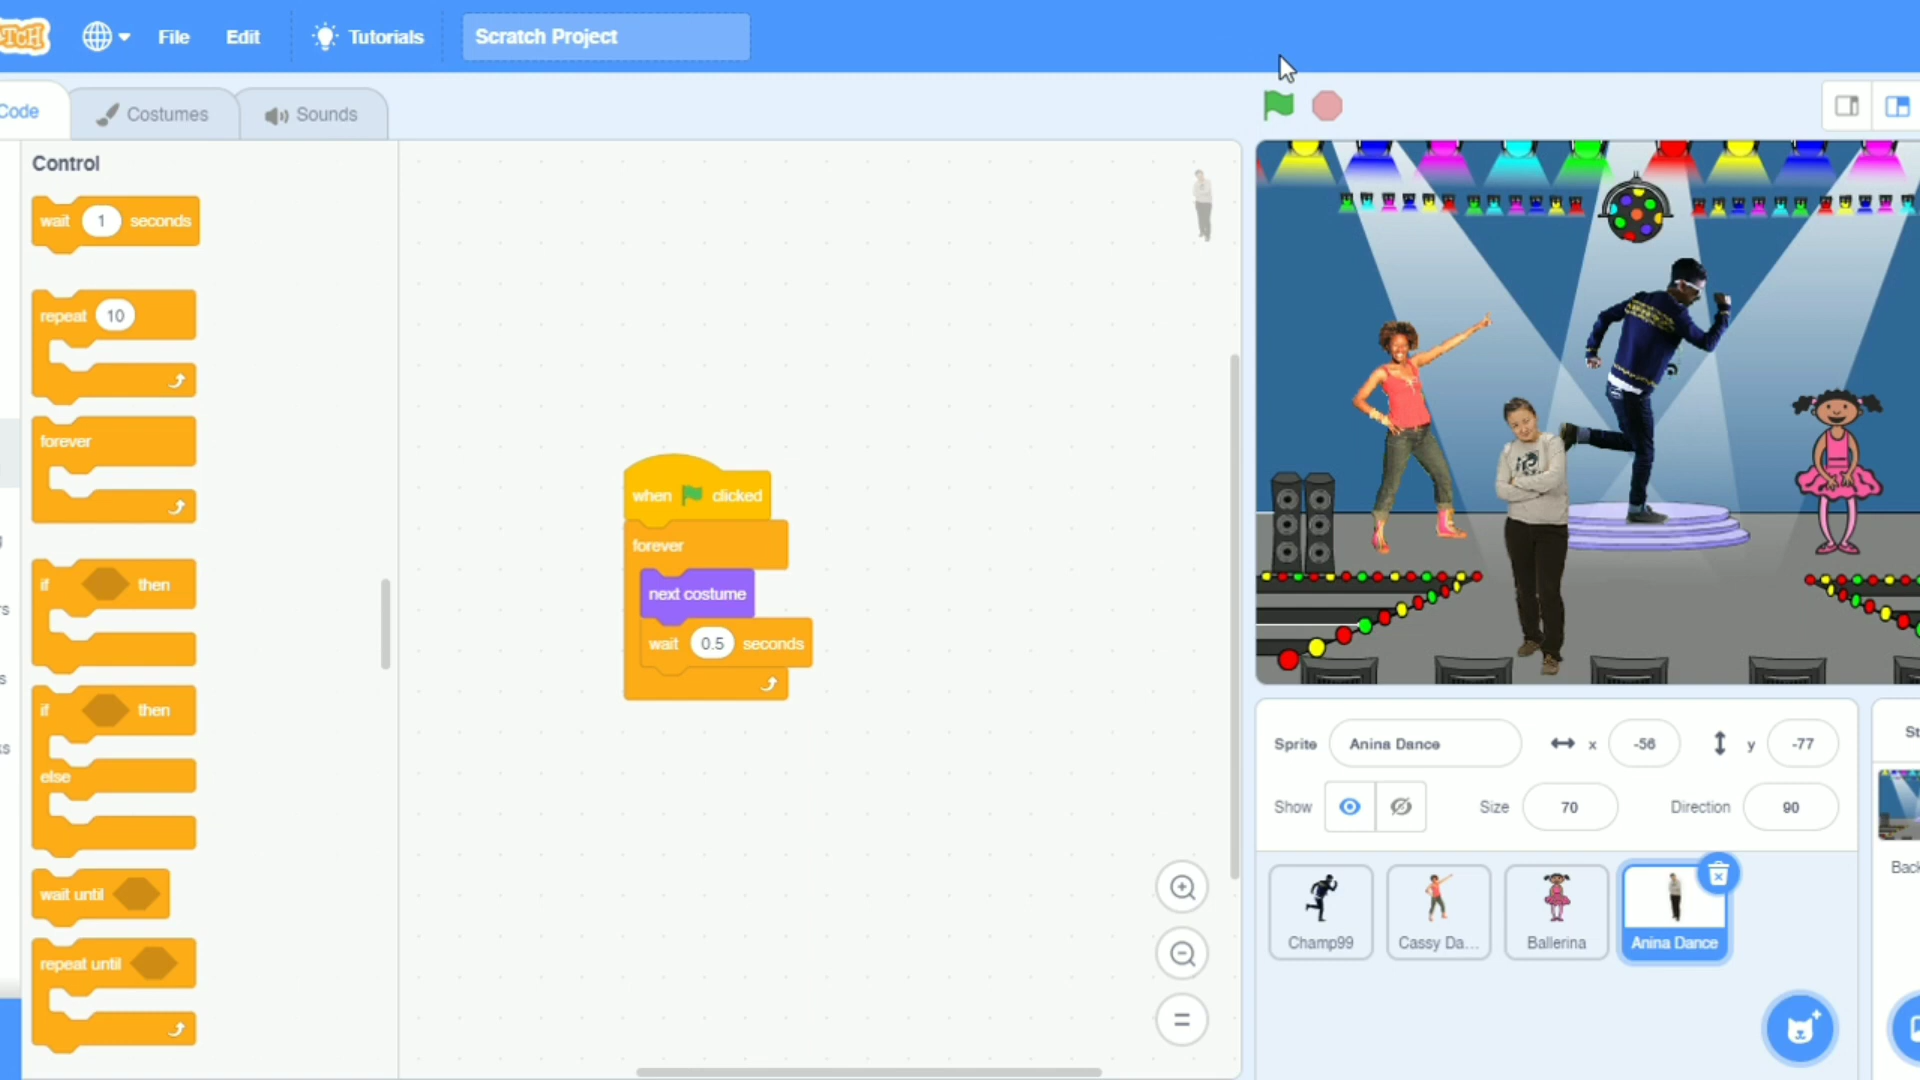 File
Edit
Tutorials
Scratch Project
Code
Costumes
Sounds
Control
wait 1 seconds
repeat 10
forever
if then
if then
else
wait until
repeat until
when clicked
forever
next costume
wait 0.5 seconds
Sprite Anina Dance x -56 y -77
Show Size 70 Direction 90
Champ99
Cassy Da...
Ballerina
Anina Dance